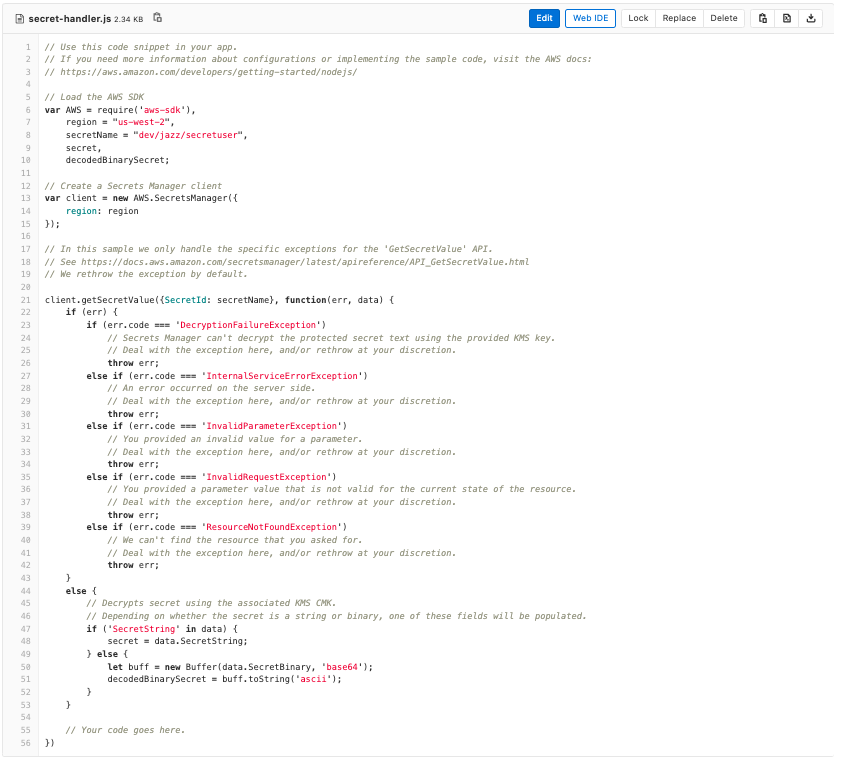 secret-handler.js 2.34 KB
Edit Web IDE Lock Replace Delete
1 // Use this code snippet in your app.
2 // If you need more information about configurations or implementing the sample code, visit the AWS docs:
3 // https://aws.amazon.com/developers/getting-started/nodejs/
4
5 // Load the AWS SDK
6 var AWS = require('aws-sdk'),
7     region = "us-west-2",
8     secretName = "dev/jazz/secretuser",
9     secret,
10     decodedBinarySecret;
11
12 // Create a Secrets Manager client
13 var client = new AWS.SecretsManager({
14     region: region
15 });
16
17 // In this sample we only handle the specific exceptions for the 'GetSecretValue' API.
18 // See https://docs.aws.amazon.com/secretsmanager/latest/apireference/API_GetSecretValue.html
19 // We rethrow the exception by default.
20
21 client.getSecretValue({SecretId: secretName}, function(err, data) {
22     if (err) {
23         if (err.code === 'DecryptionFailureException')
24             // Secrets Manager can't decrypt the protected secret text using the provided KMS key.
25             // Deal with the exception here, and/or rethrow at your discretion.
26             throw err;
27         else if (err.code === 'InternalServiceErrorException')
28             // An error occurred on the server side.
29             // Deal with the exception here, and/or rethrow at your discretion.
30             throw err;
31         else if (err.code === 'InvalidParameterException')
32             // You provided an invalid value for a parameter.
33             // Deal with the exception here, and/or rethrow at your discretion.
34             throw err;
35         else if (err.code === 'InvalidRequestException')
36             // You provided a parameter value that is not valid for the current state of the resource.
37             // Deal with the exception here, and/or rethrow at your discretion.
38             throw err;
39         else if (err.code === 'ResourceNotFoundException')
40             // We can't find the resource that you asked for.
41             // Deal with the exception here, and/or rethrow at your discretion.
42             throw err;
43     }
44     else {
45         // Decrypts secret using the associated KMS CMK.
46         // Depending on whether the secret is a string or binary, one of these fields will be populated.
47         if ('SecretString' in data) {
48             secret = data.SecretString;
49         } else {
50             let buff = new Buffer(data.SecretBinary, 'base64');
51             decodedBinarySecret = buff.toString('ascii');
52         }
53     }
54
55     // Your code goes here.
56 })